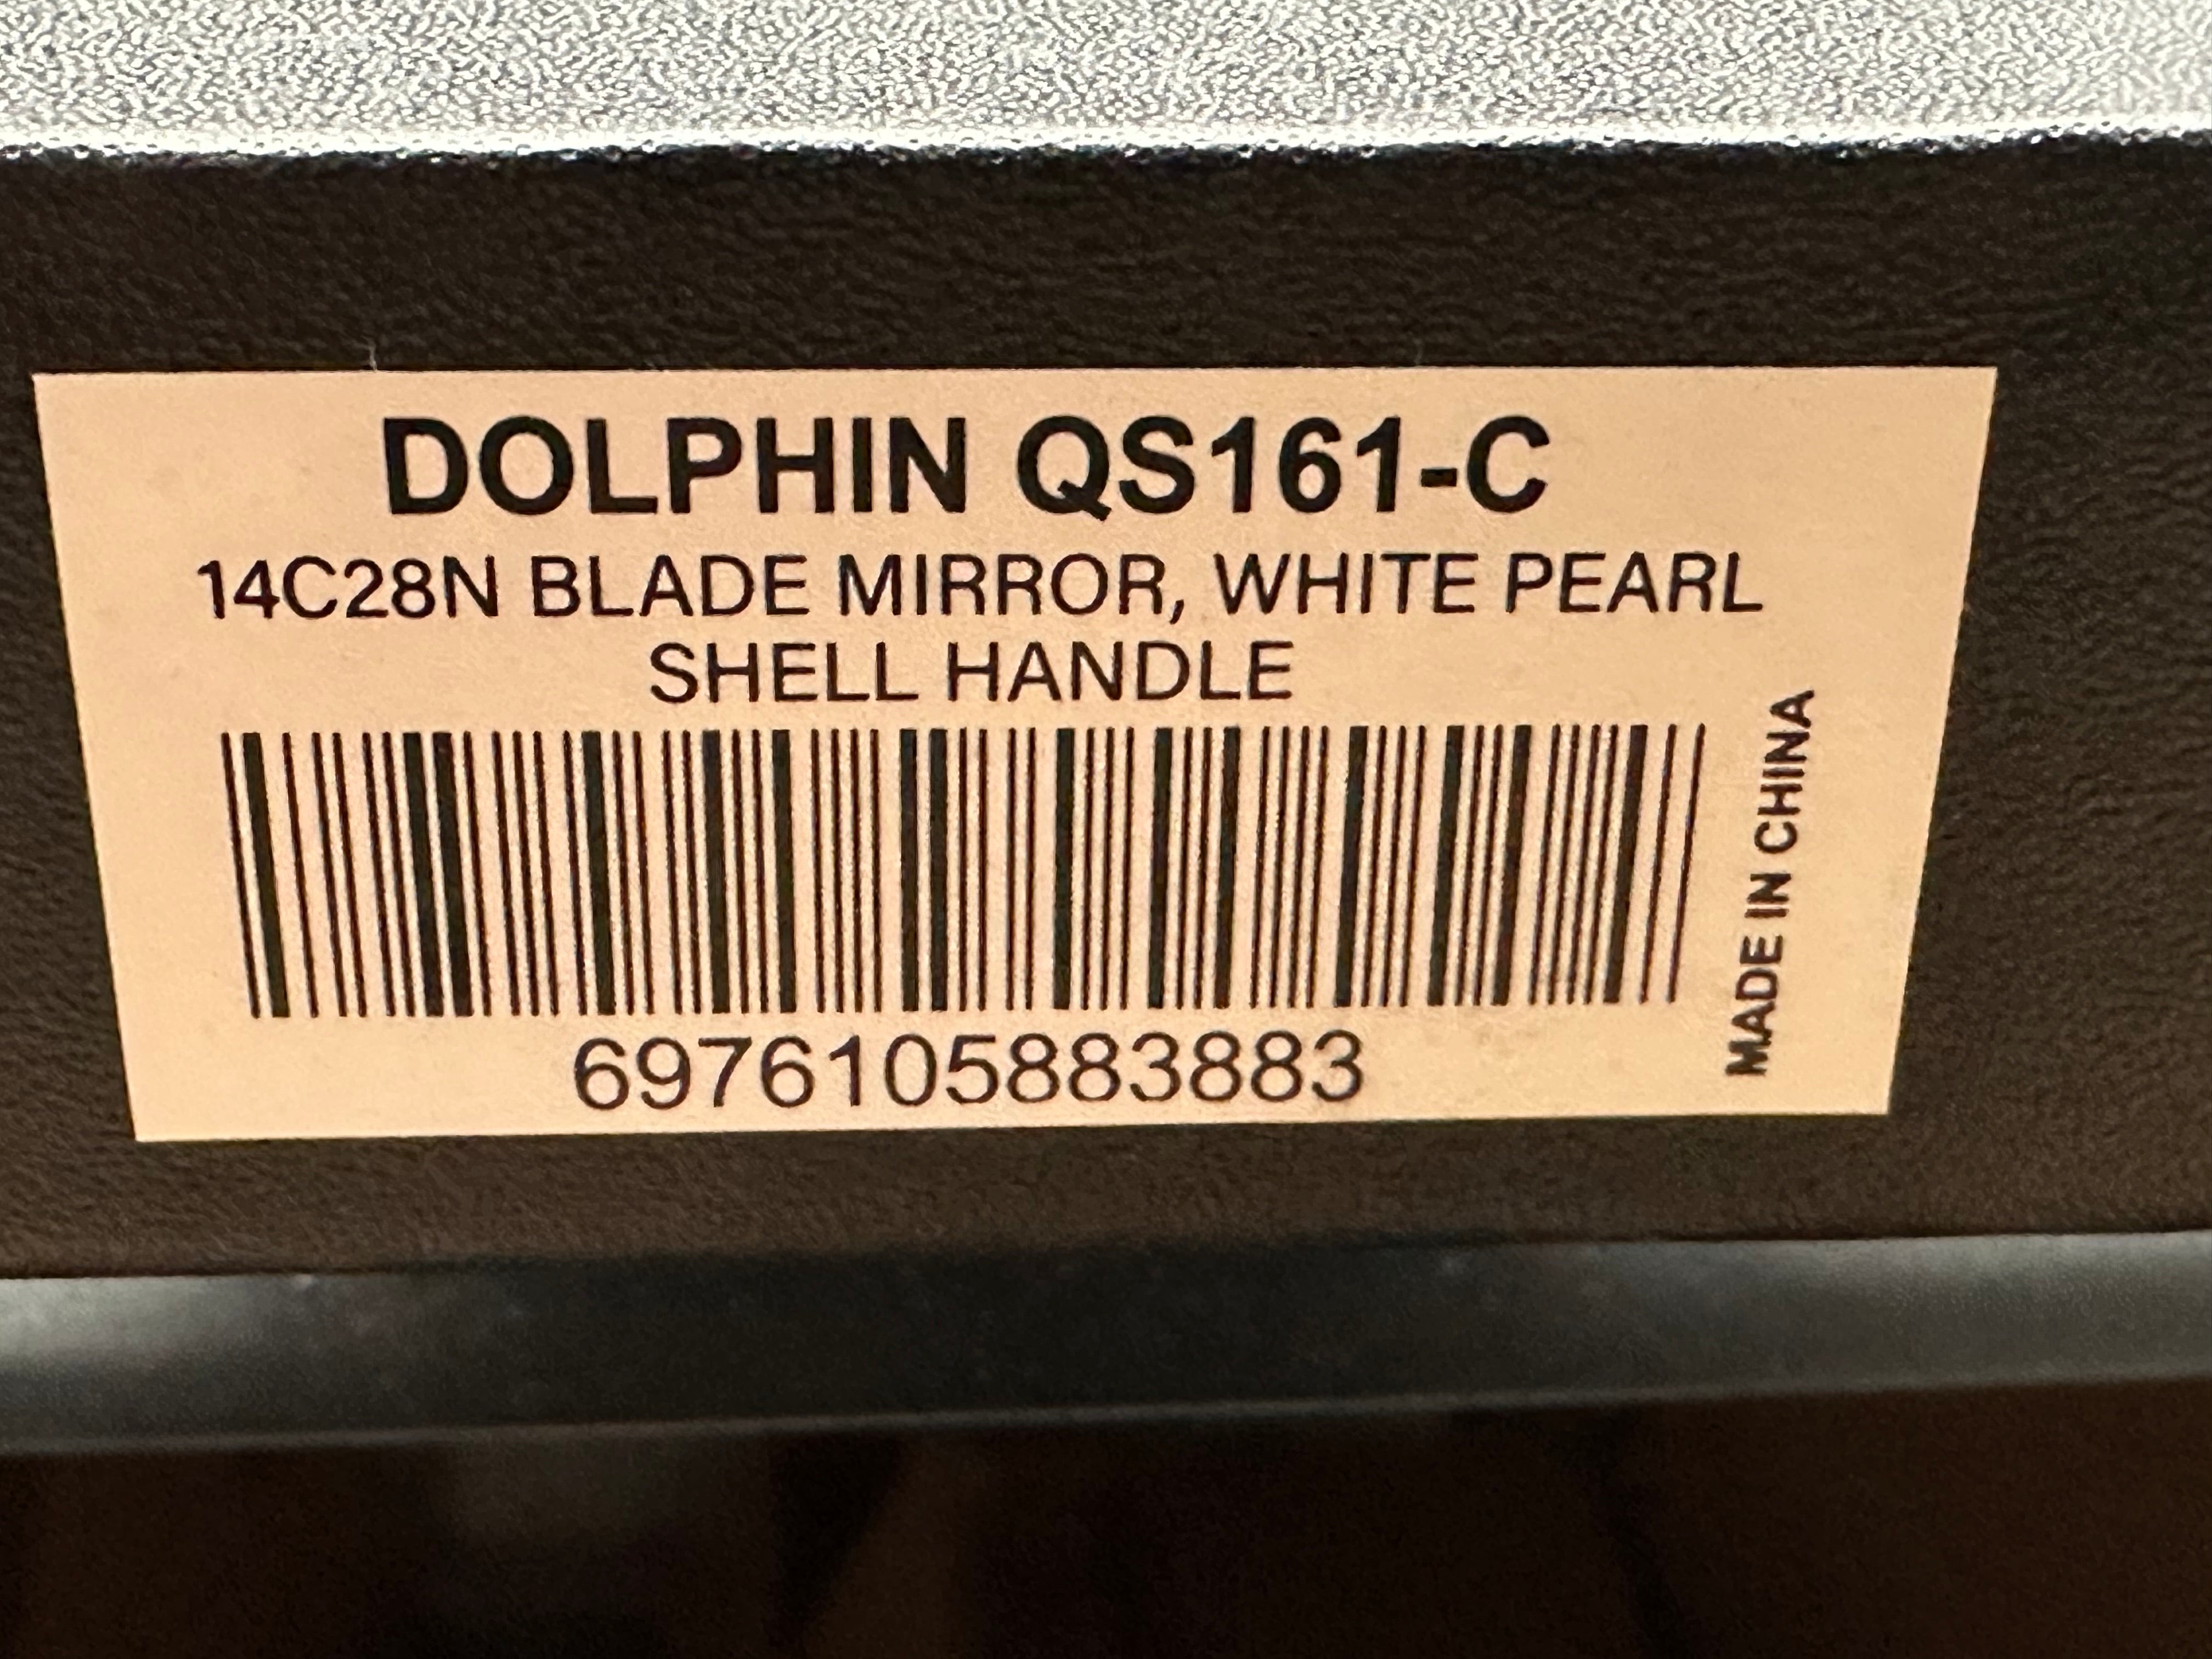 DOLPHIN QS161-C
14C28N BLADE MIRROR, WHITE PEARL
SHELL HANDLE
6976105883883
MADE IN CHINA